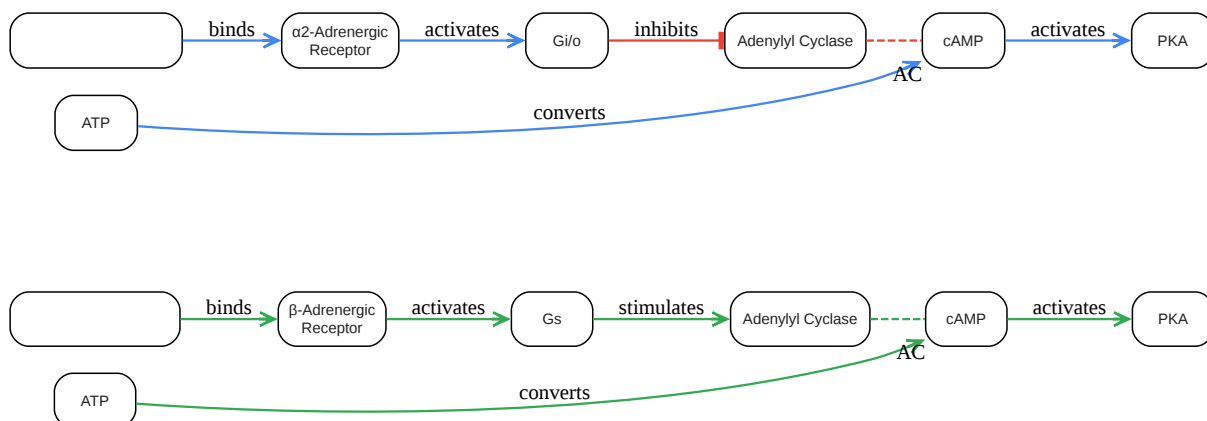 binds
α2-Adrenergic
Receptor
activates
Gi/o
inhibits
Adenylyl Cyclase
cAMP
activates
PKA
AC
ATP
converts
binds
β-Adrenergic
Receptor
activates
Gs
stimulates
Adenylyl Cyclase
cAMP
activates
PKA
AC
ATP
converts